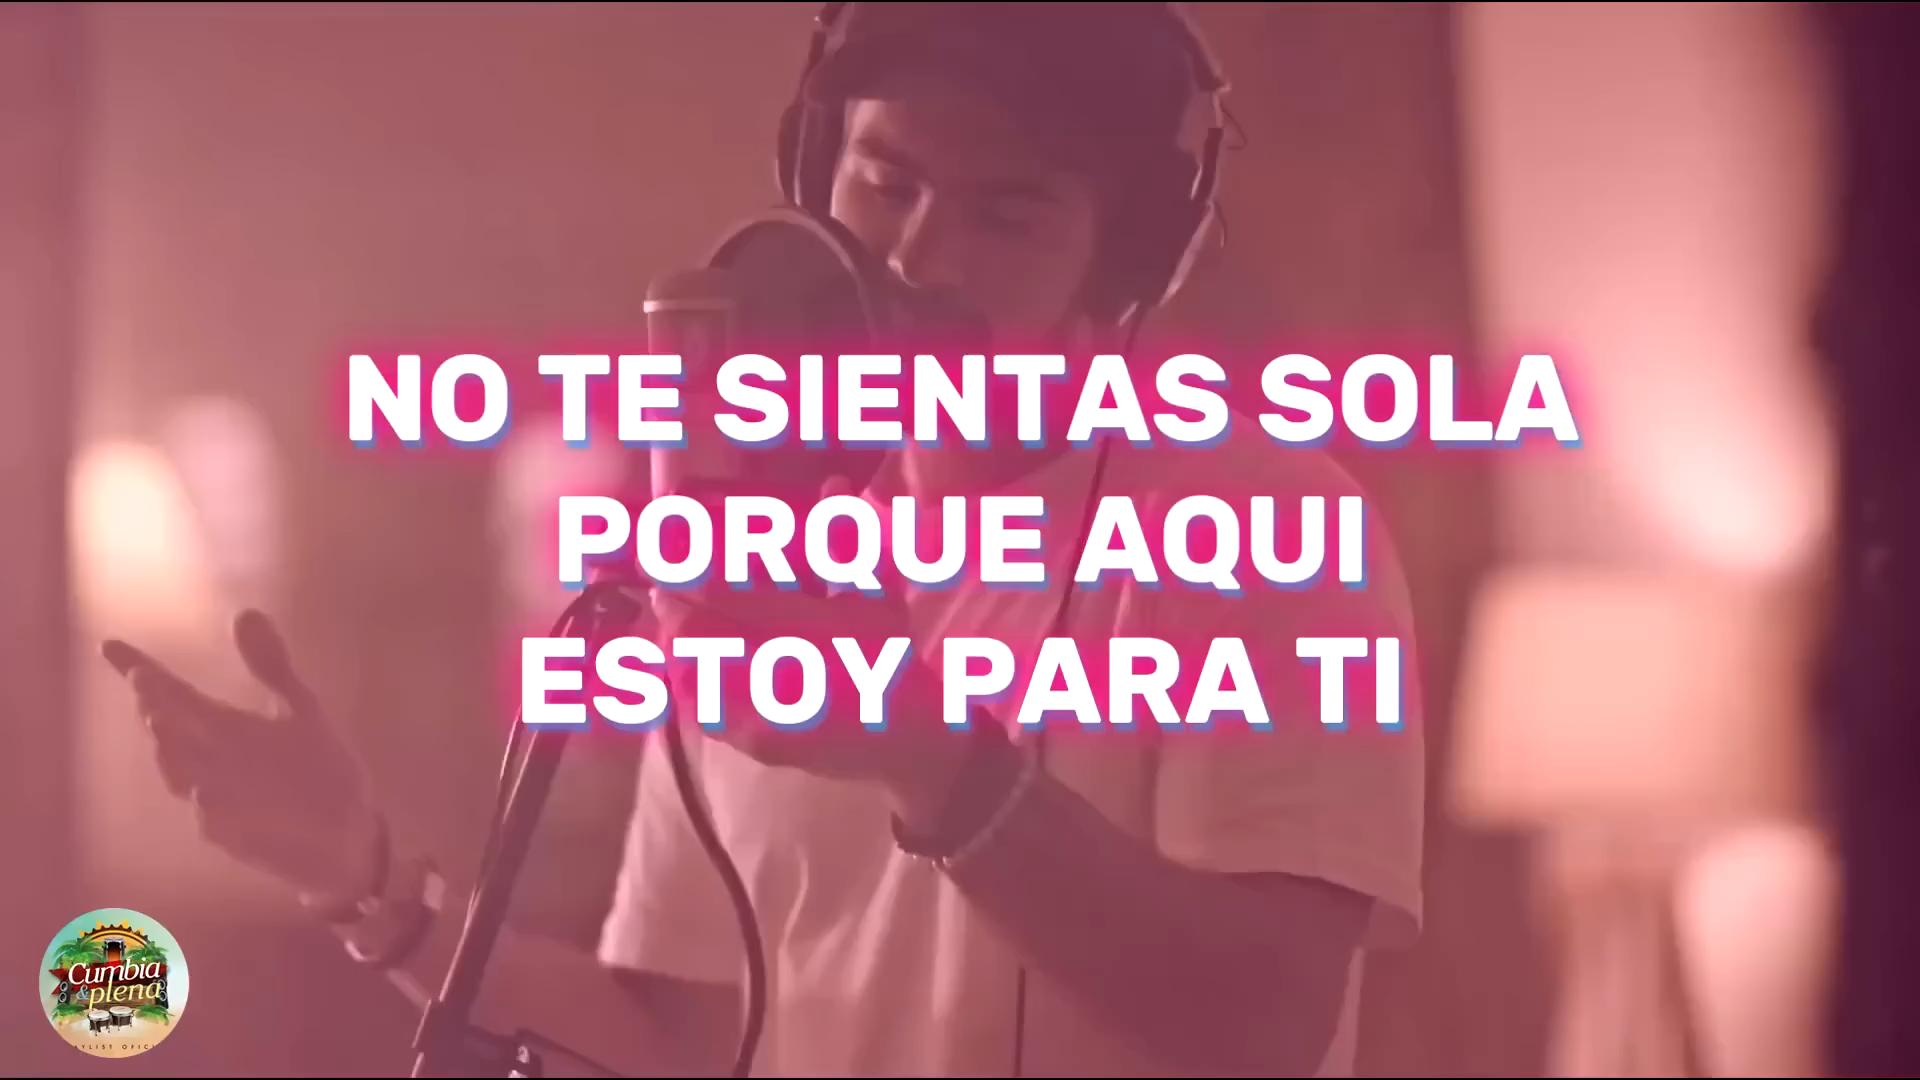 NO TE SIENTAS SOLA
PORQUE AQUI
ESTOY PARA TI
Cumbia
&plena